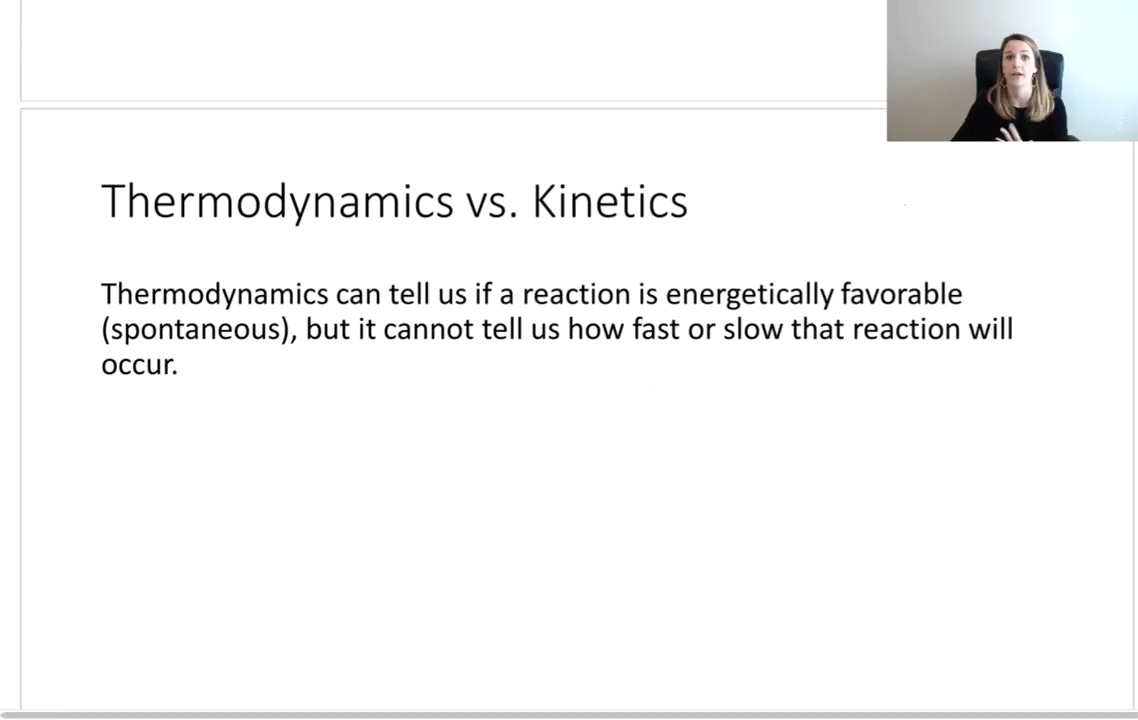 Thermodynamics vs. Kinetics
Thermodynamics can tell us if a reaction is energetically favorable
(spontaneous), but it cannot tell us how fast or slow that reaction will
occur.